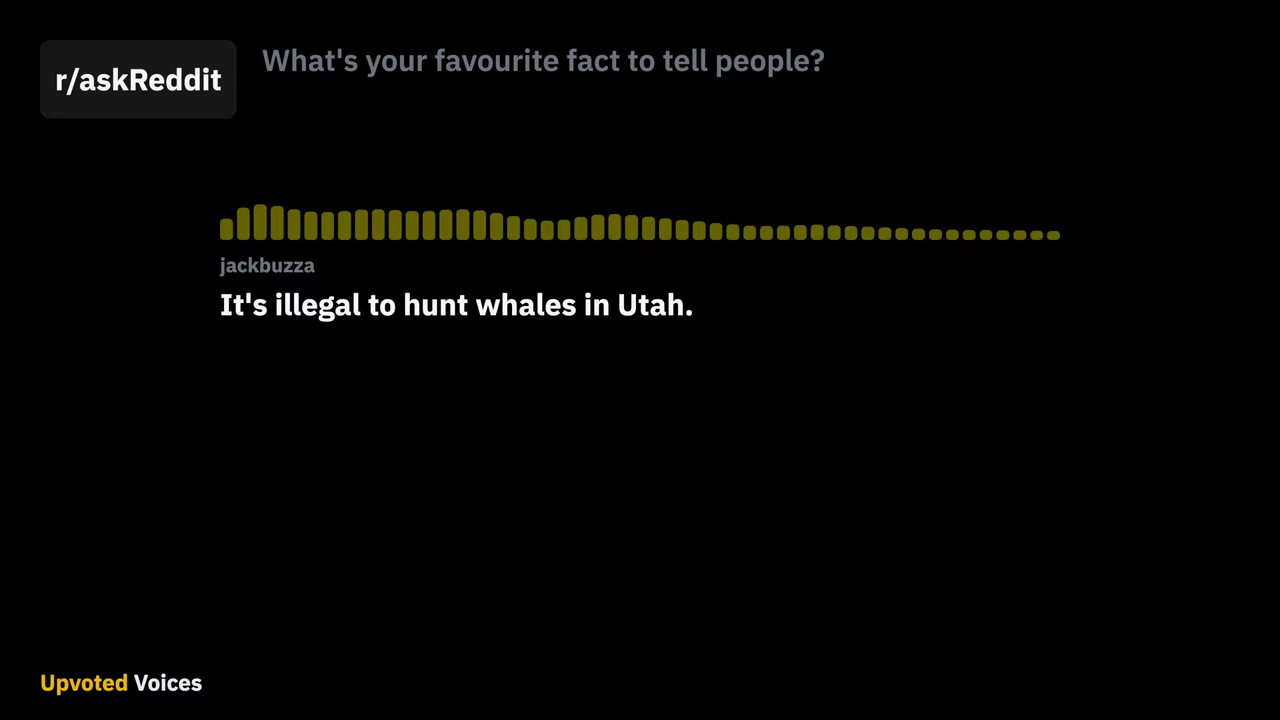 r/askReddit
What's your favourite fact to tell people?
jackbuzza
It's illegal to hunt whales in Utah.
Upvoted Voices